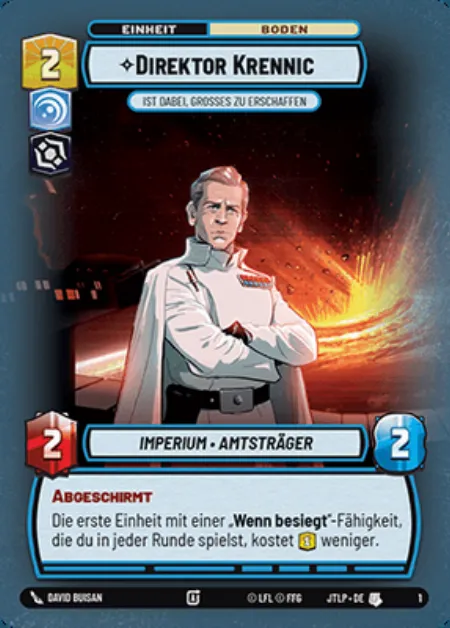 EINHEIT BODEN
2
DIREKTOR KRENNIC
IST DABEI, GROSSES ZU ERSCHAFFEN
2
IMPERIUM • AMTSTRÄGER
2
ABGESCHIRMT
Die erste Einheit mit einer „Wenn besiegt“-Fähigkeit,
die du in jeder Runde spielst, kostet 1 weniger.
DAVID BUISAN © LFL © FFG JTLP • DE 1